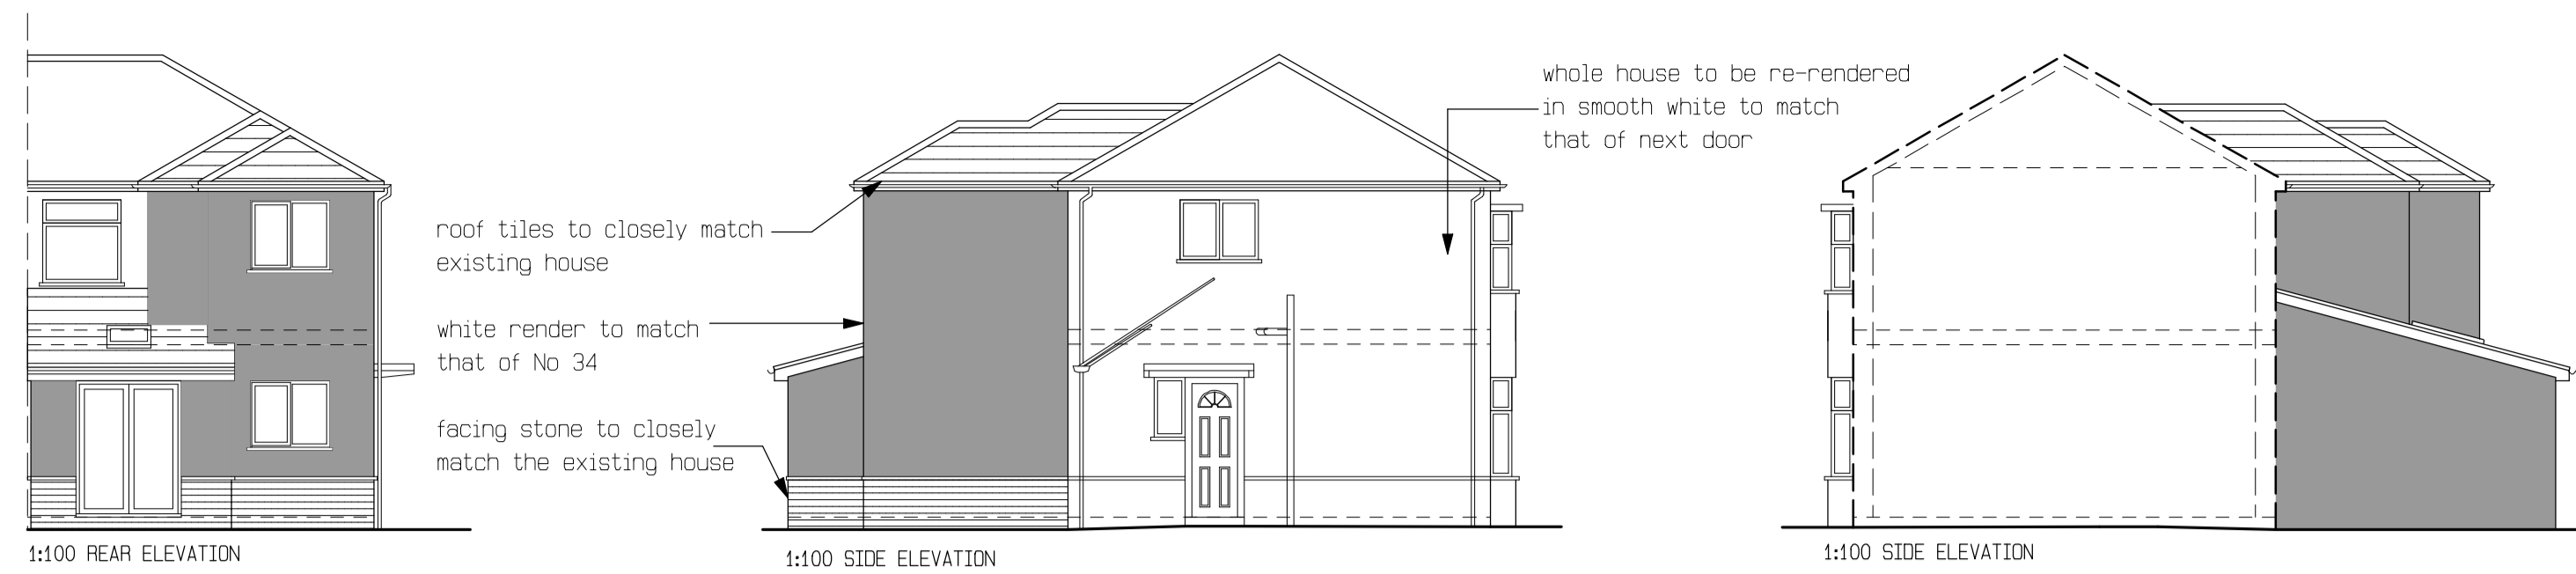 roof tiles to closely match
existing house
white render to match
that of No 34
facing stone to closely
match the existing house
whole house to be re-rendered
in smooth white to match
that of next door
1:100 REAR ELEVATION
1:100 SIDE ELEVATION
1:100 SIDE ELEVATION